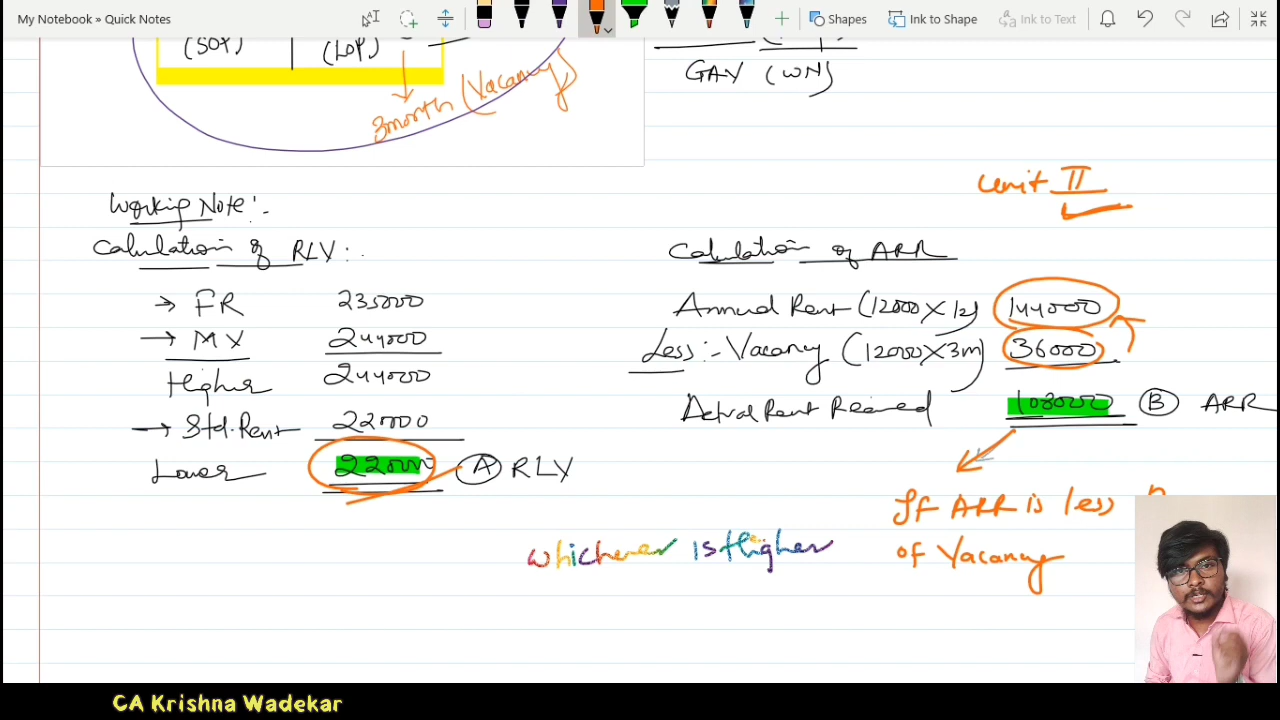 My Notebook » Quick Notes
Shapes
Ink to Shape
Ink to Text
(SOP) (LOP)
3month (Vacancy)
GAV (WN)
Unit II
Working Note:-
Calculation of RLV:-
→ FR 235000
→ MV 244000
Higher 244000
→ Std. Rent 220000
Lower 220000 A RLV
Calculation of ARR
Annual Rent (12000 X 12) 144000
Less:- Vacancy (12000 X 3m) 36000
Actual Rent Received 108000 B ARR
If ARR is less
of Vacancy
whichever is Higher
CA Krishna Wadekar